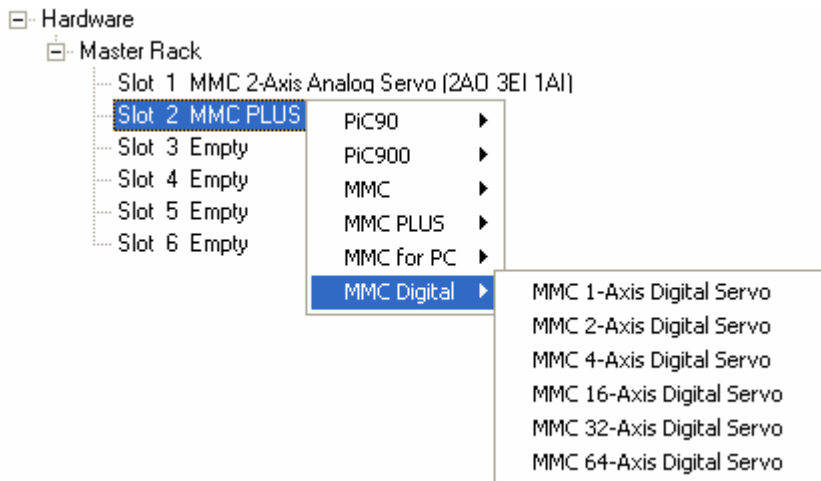 Hardware
Master Rack
Slot 1 MMC 2-Axis Analog Servo (2AO 3EI 1AI)
Slot 2 MMC PLUS
Slot 3 Empty
Slot 4 Empty
Slot 5 Empty
Slot 6 Empty
PiC90
PiC900
MMC
MMC PLUS
MMC for PC
MMC Digital
MMC 1-Axis Digital Servo
MMC 2-Axis Digital Servo
MMC 4-Axis Digital Servo
MMC 16-Axis Digital Servo
MMC 32-Axis Digital Servo
MMC 64-Axis Digital Servo